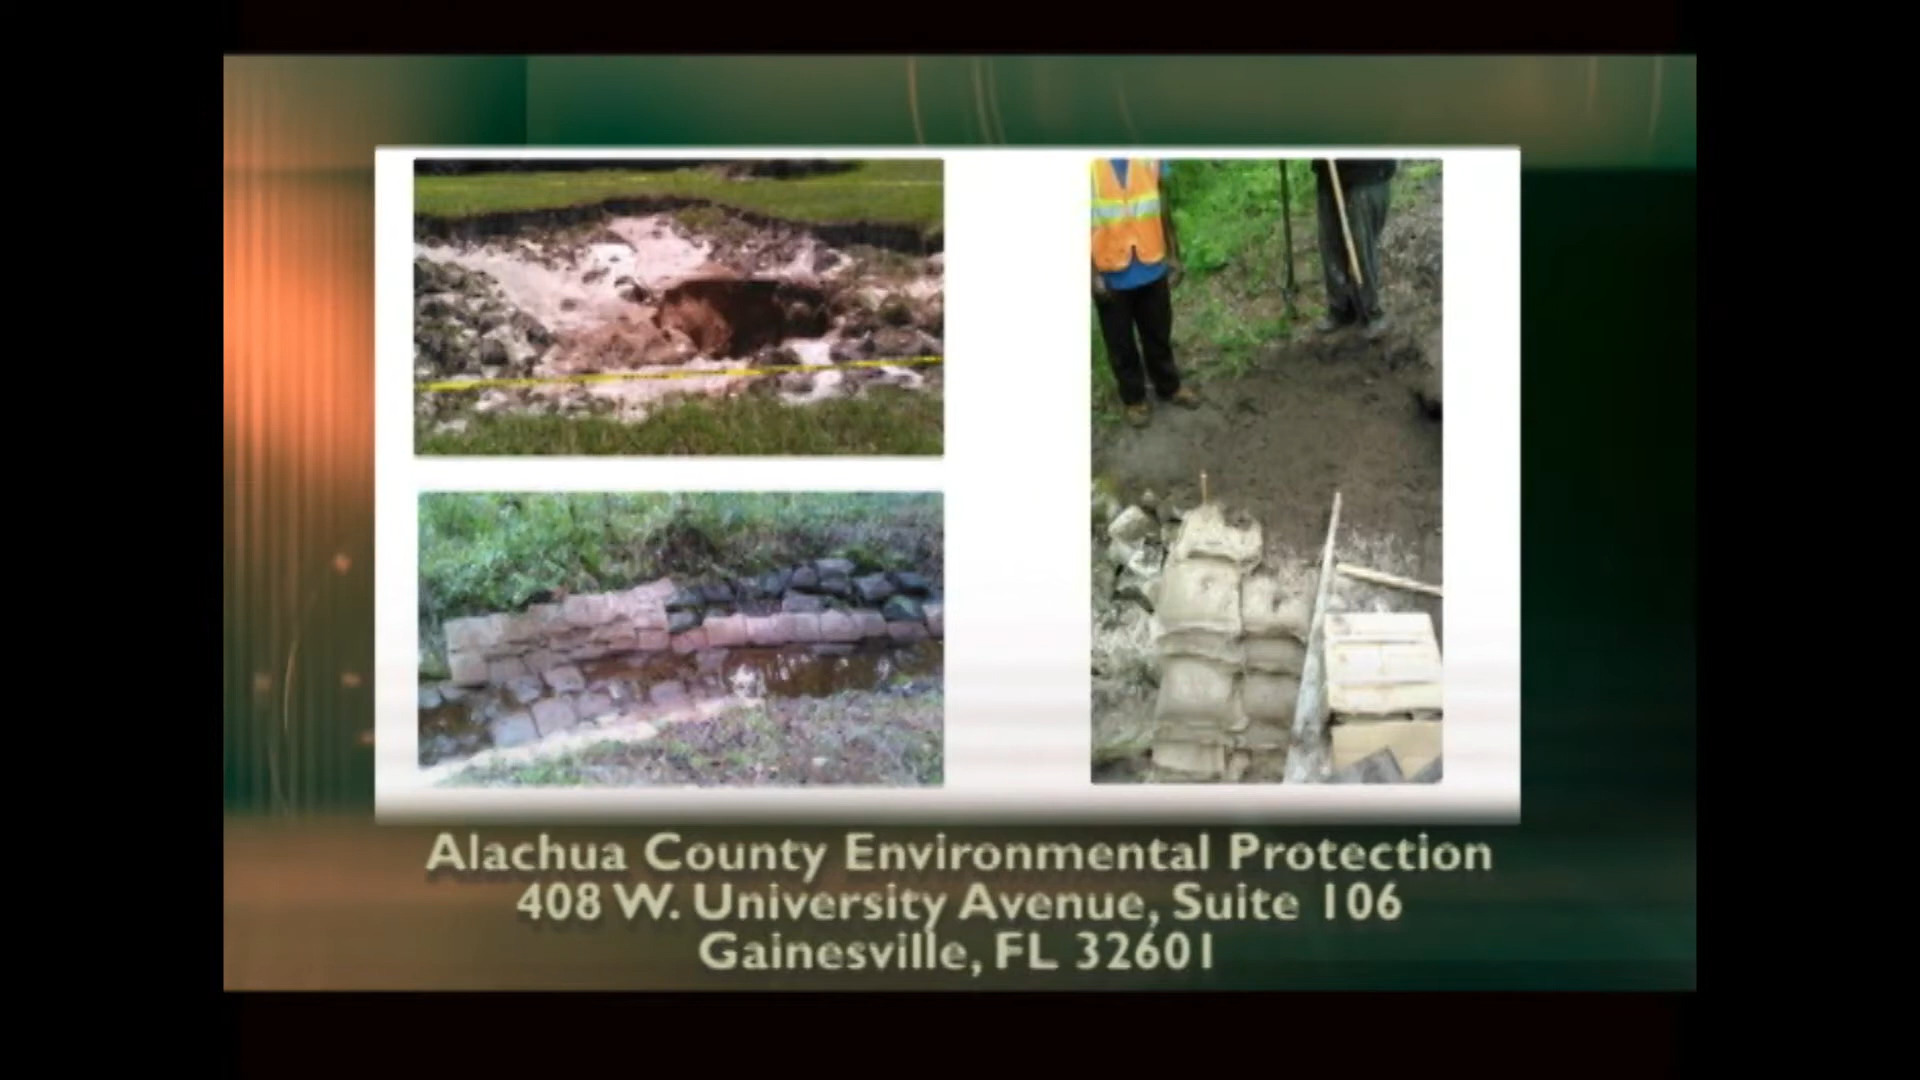 Alachua County Environmental Protection
408 W. University Avenue, Suite 106
Gainesville, FL 32601